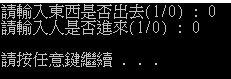 請輸入東西是否出去(1/0) : 0
請輸入人是否進來(1/0) : 0
請按任意鍵繼續 . . .